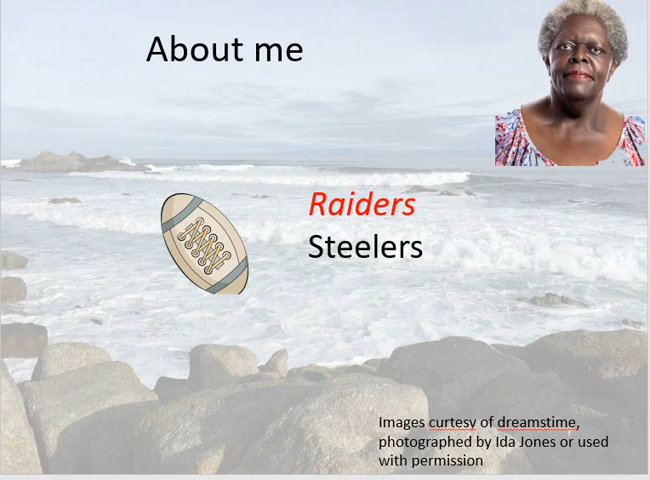 About me
Raiders
Steelers
Images curtesy of dreamstime,
photographed by Ida Jones or used
with permission